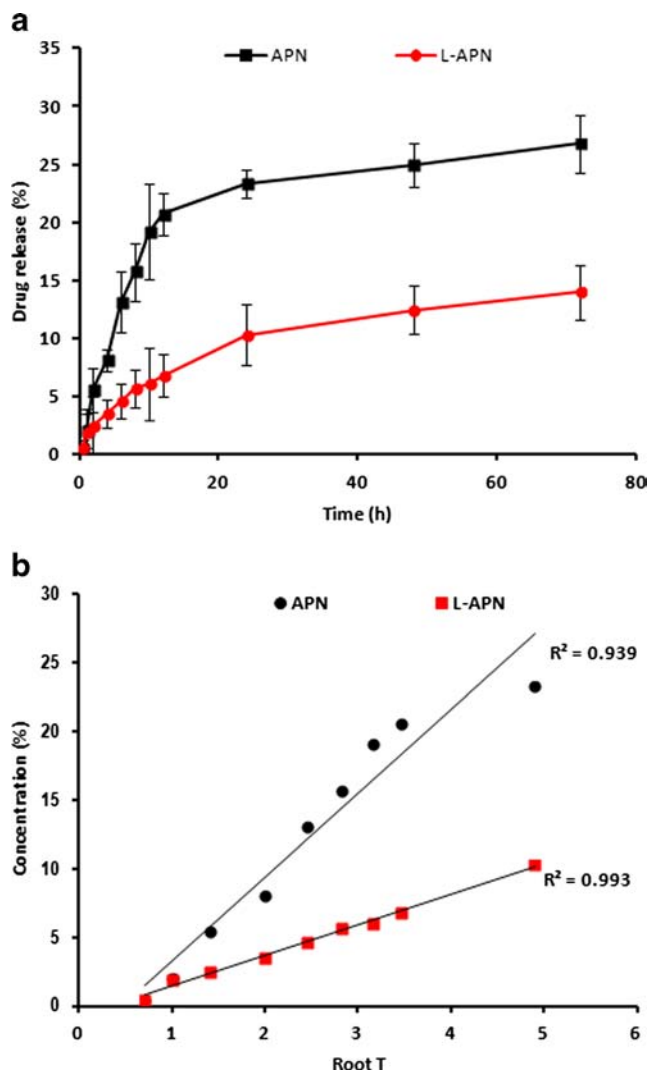 a
APN L-APN
35
30
25
20
15
10
5
0
Drug release (%)
0 20 40 60 80
Time (h)
b
APN L-APN
30
25
20
15
10
5
0
Concentration (%)
R² = 0.939
R² = 0.993
0 1 2 3 4 5 6
Root T